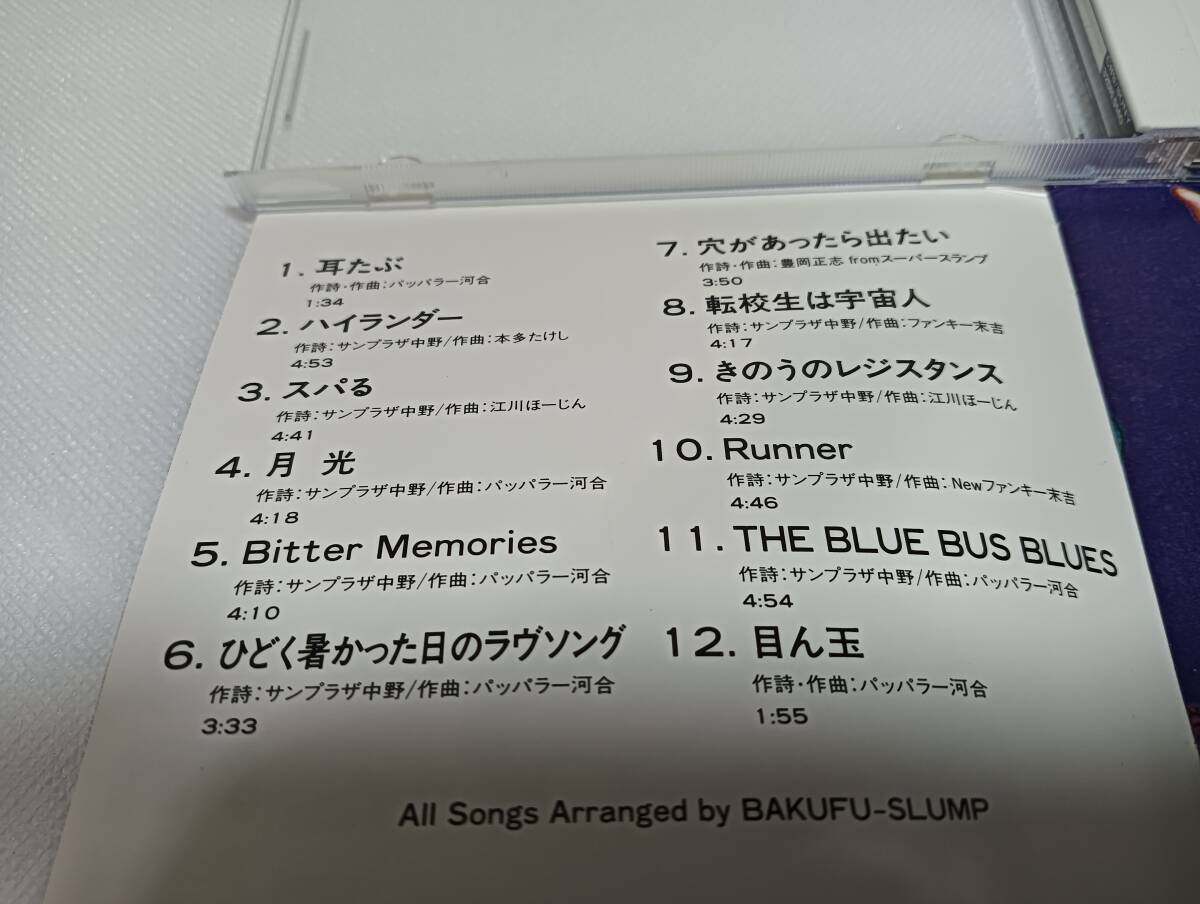 1. 耳たぶ
作詩・作曲：パッパラー河合
1:34
2. ハイランダー
作詩：サンプラザ中野/作曲：本多たけし
4:53
3. スパる
作詩：サンプラザ中野/作曲：江川ほーじん
4:41
4. 月 光
作詩：サンプラザ中野/作曲：パッパラー河合
4:18
5. Bitter Memories
作詩：サンプラザ中野/作曲：パッパラー河合
4:10
6. ひどく暑かった日のラヴソング
作詩：サンプラザ中野/作曲：パッパラー河合
3:33
7. 穴があったら出たい
作詩・作曲：豊岡正志 fromスーパースランプ
3:50
8. 転校生は宇宙人
作詩：サンプラザ中野/作曲：ファンキー末吉
4:17
9. きのうのレジスタンス
作詩：サンプラザ中野/作曲：江川ほーじん
4:29
10. Runner
作詩：サンプラザ中野/作曲：Newファンキー末吉
4:46
11. THE BLUE BUS BLUES
作詩：サンプラザ中野/作曲：パッパラー河合
4:54
12. 目ん玉
作詩・作曲：パッパラー河合
1:55
All Songs Arranged by BAKUFU-SLUMP